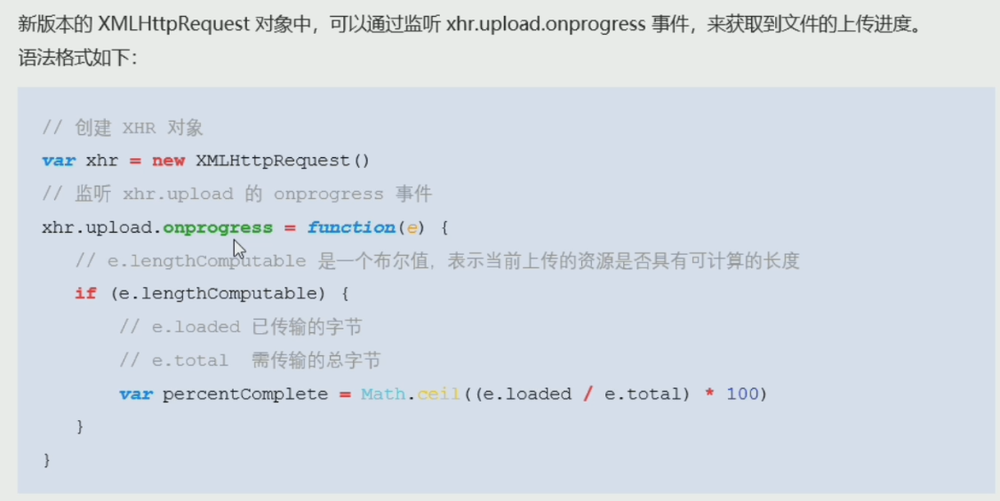 新版本的 XMLHttpRequest 对象中，可以通过监听 xhr.upload.onprogress 事件，来获取到文件的上传进度。
语法格式如下：
// 创建 XHR 对象
var xhr = new XMLHttpRequest()
// 监听 xhr.upload 的 onprogress 事件
xhr.upload.onprogress = function(e) {
// e.lengthComputable 是一个布尔值，表示当前上传的资源是否具有可计算的长度
if (e.lengthComputable) {
// e.loaded 已传输的字节
// e.total  需传输的总字节
var percentComplete = Math.ceil((e.loaded / e.total) * 100)
}
}